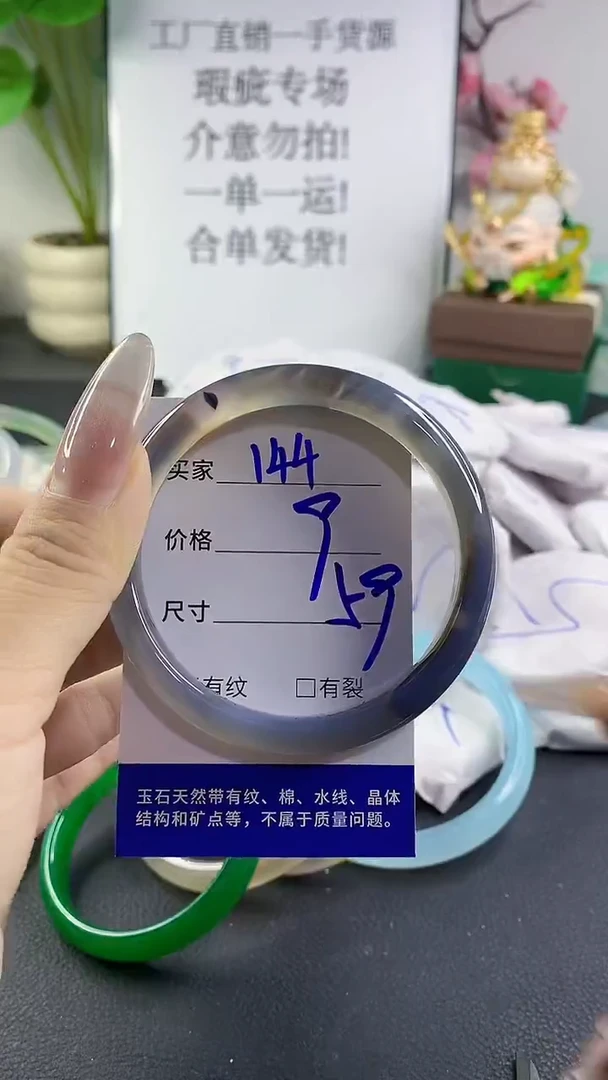 工厂直销一手货源
瑕疵专场
介意勿拍!
一单一运!
合单发货!
买家 144
价格 9
尺寸 59
有纹 □有裂
玉石天然带有纹、棉、水线、晶体
结构和矿点等，不属于质量问题。